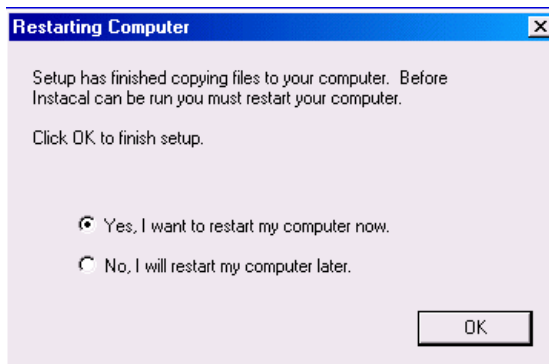 Restarting Computer
Setup has finished copying files to your computer.  Before
Instacal can be run you must restart your computer.
Click OK to finish setup.
Yes, I want to restart my computer now.
No, I will restart my computer later.
OK